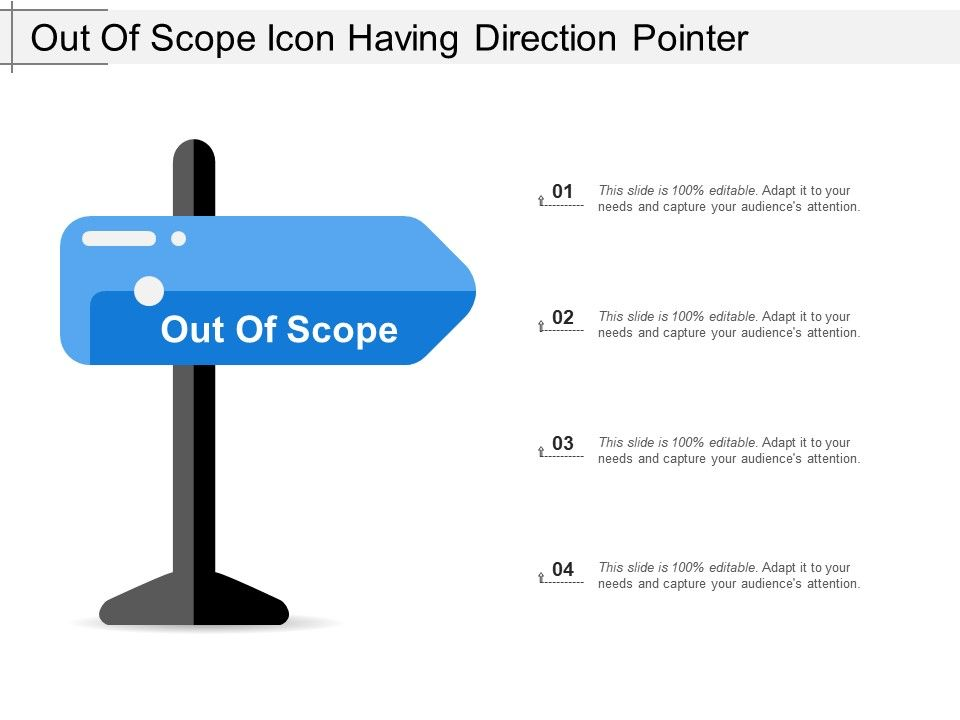 Out Of Scope Icon Having Direction Pointer
Out Of Scope
01
This slide is 100% editable. Adapt it to your
needs and capture your audience's attention.
02
This slide is 100% editable. Adapt it to your
needs and capture your audience's attention.
03
This slide is 100% editable. Adapt it to your
needs and capture your audience's attention.
04
This slide is 100% editable. Adapt it to your
needs and capture your audience's attention.